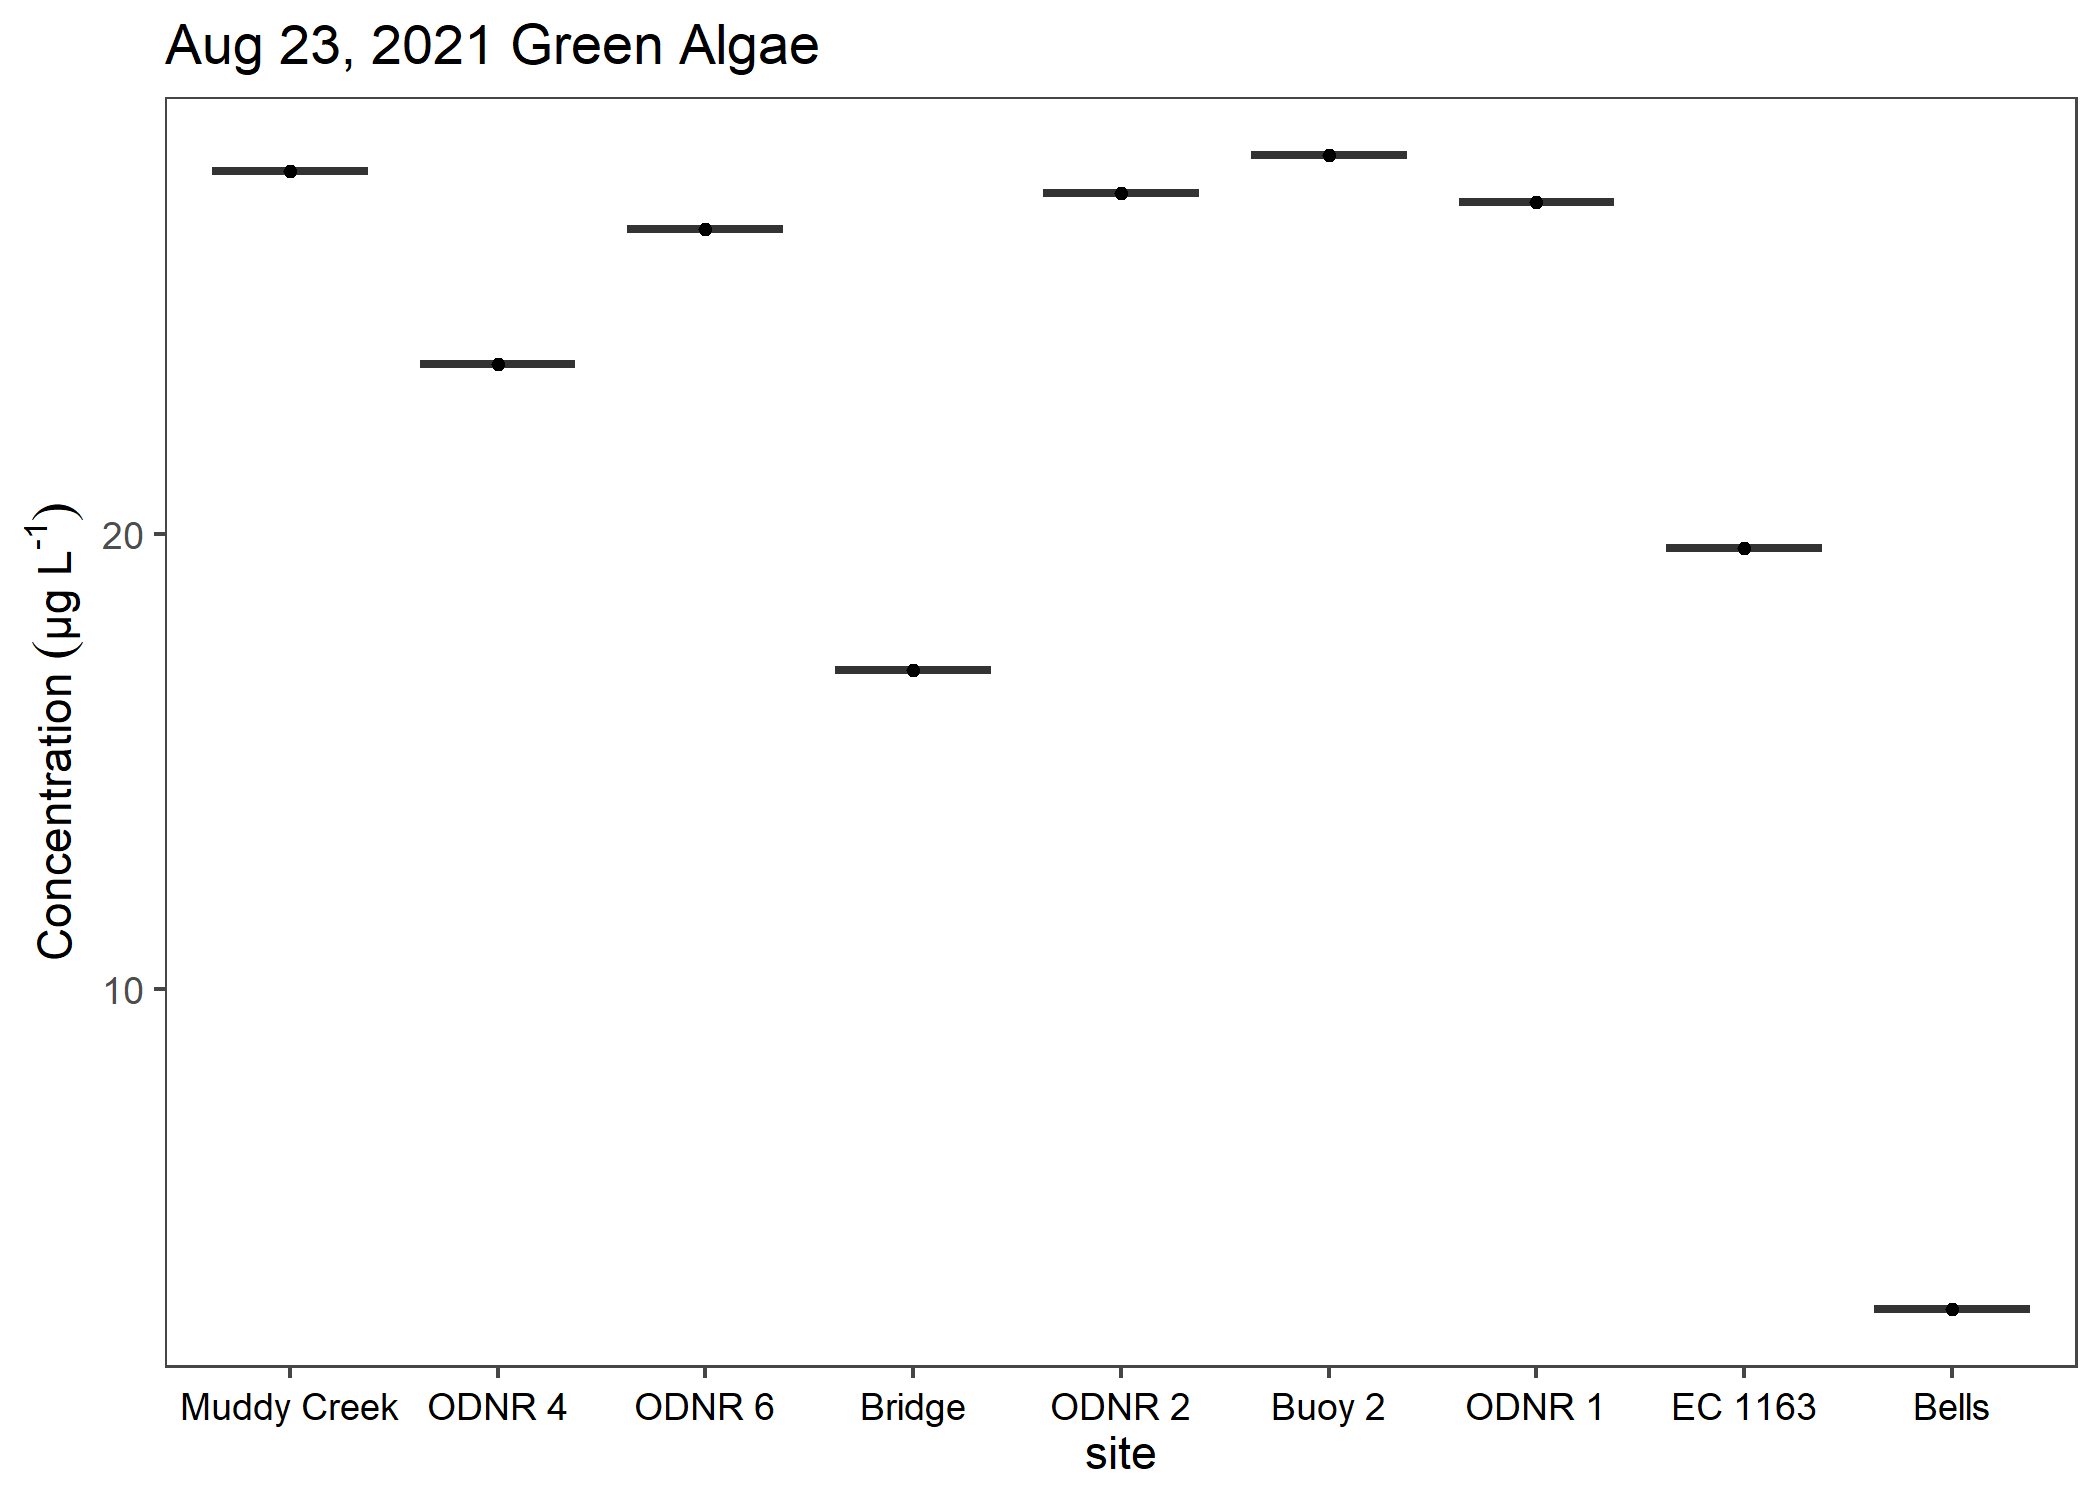 Aug 23, 2021 Green Algae
Concentration (µg L-1)
20
10
Muddy Creek ODNR 4 ODNR 6 Bridge ODNR 2 Buoy 2 ODNR 1 EC 1163 Bells
site